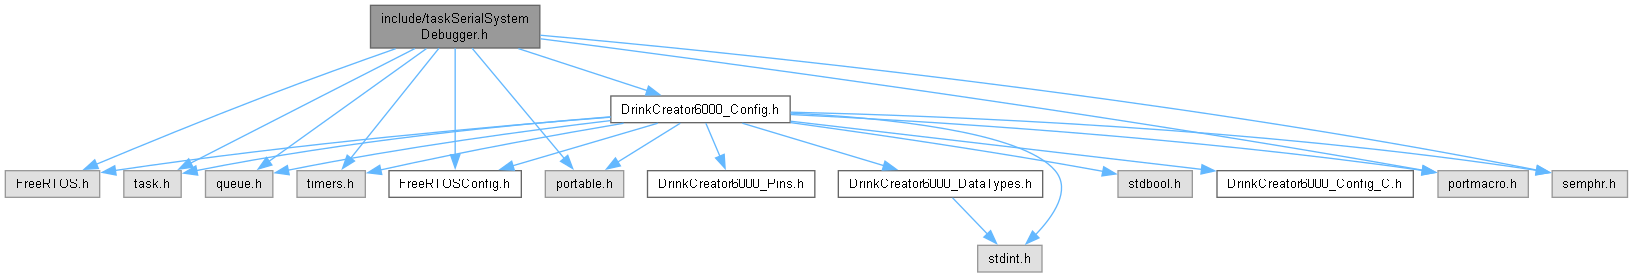 include/taskSerialSystem
Debugger.h
DrinkCreator6000_Config.h
FreeRTOS.h
task.h
queue.h
timers.h
FreeRTOSConfig.h
portable.h
DrinkCreator6000_Pins.h
DrinkCreator6000_DataTypes.h
stdbool.h
DrinkCreator6000_Config_C.h
portmacro.h
semphr.h
stdint.h